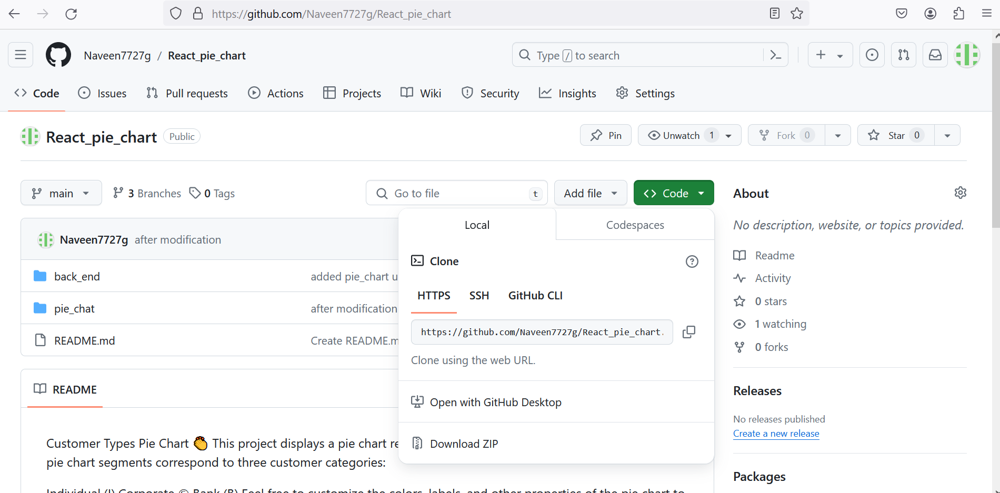 https://github.com/Naveen7727g/React_pie_chart
Naveen7727g / React_pie_chart
Type / to search
Code Issues Pull requests Actions Projects Wiki Security Insights Settings
React_pie_chart Public
Pin Unwatch 1 Fork 0 Star 0
main 3 Branches 0 Tags
Go to file t Add file Code
Naveen7727g after modification
back_end added pie_chart u
pie_chat after modification
README.md Create README.m
README
Customer Types Pie Chart 👏 This project displays a pie chart re
pie chart segments correspond to three customer categories:
Individual (I) Corporate © Bank (B) Feel free to customize the colors, labels, and other properties of the pie chart to
Local Codespaces
Clone
HTTPS SSH GitHub CLI
https://github.com/Naveen7727g/React_pie_chart.
Clone using the web URL.
Open with GitHub Desktop
Download ZIP
About
No description, website, or topics provided.
Readme
Activity
0 stars
1 watching
0 forks
Releases
No releases published
Create a new release
Packages